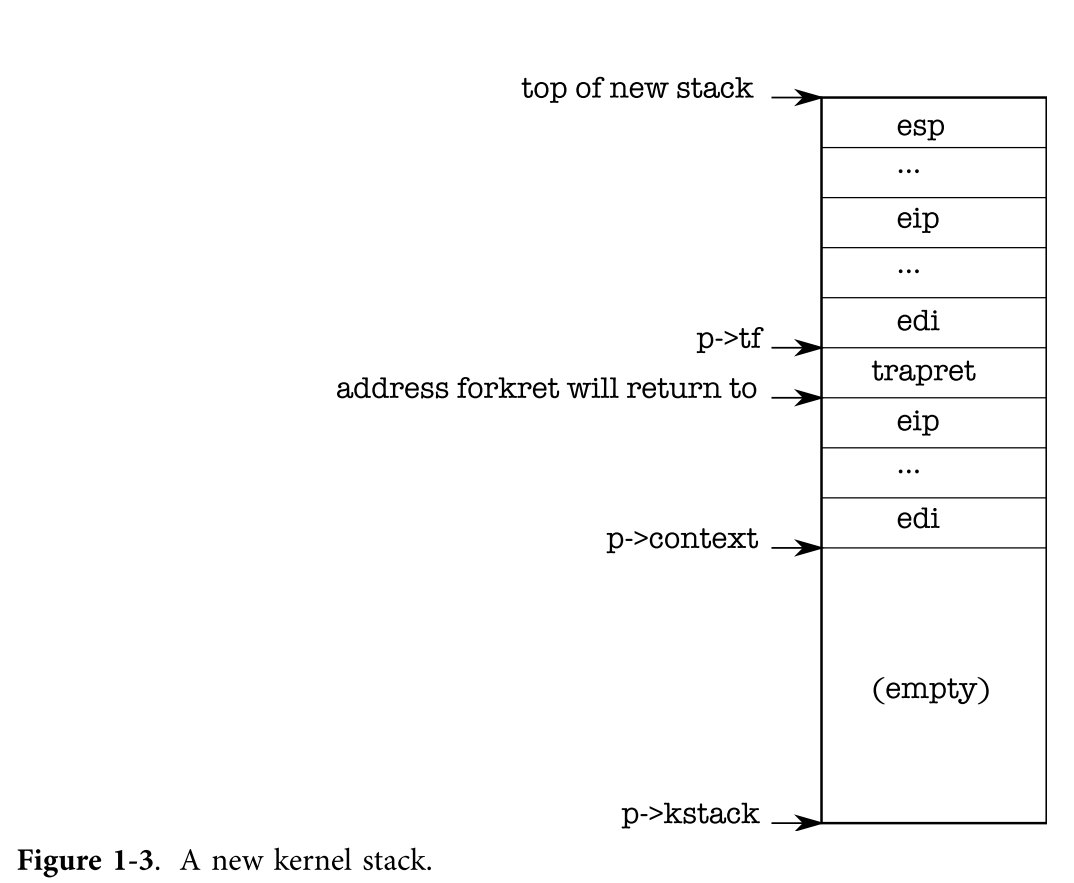 top of new stack
esp
...
eip
...
edi
p->tf
trapret
address forkret will return to
eip
...
edi
p->context
(empty)
p->kstack
Figure 1-3. A new kernel stack.